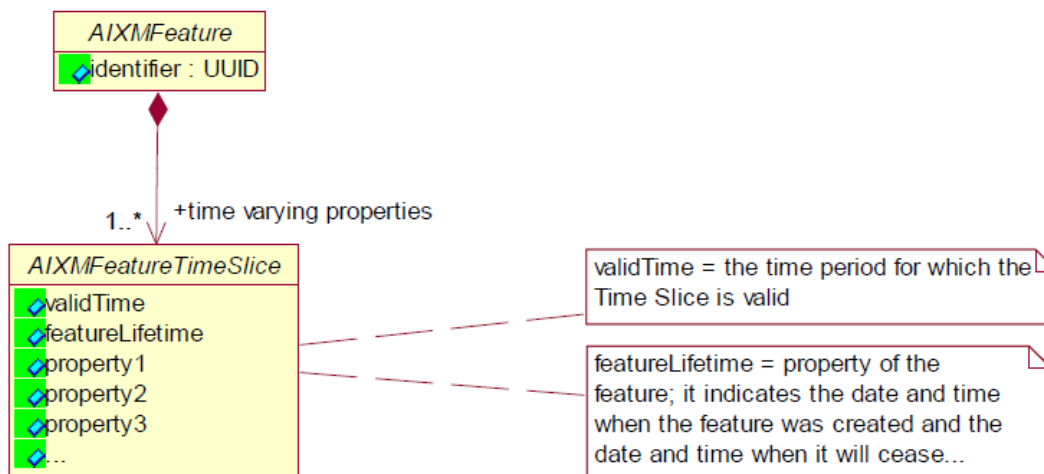 AIXMFeature
identifier : UUID
1..*
+time varying properties
AIXMFeatureTimeSlice
validTime
featureLifetime
property1
property2
property3
...
validTime = the time period for which the
Time Slice is valid
featureLifetime = property of the
feature; it indicates the date and time
when the feature was created and the
date and time when it will cease...